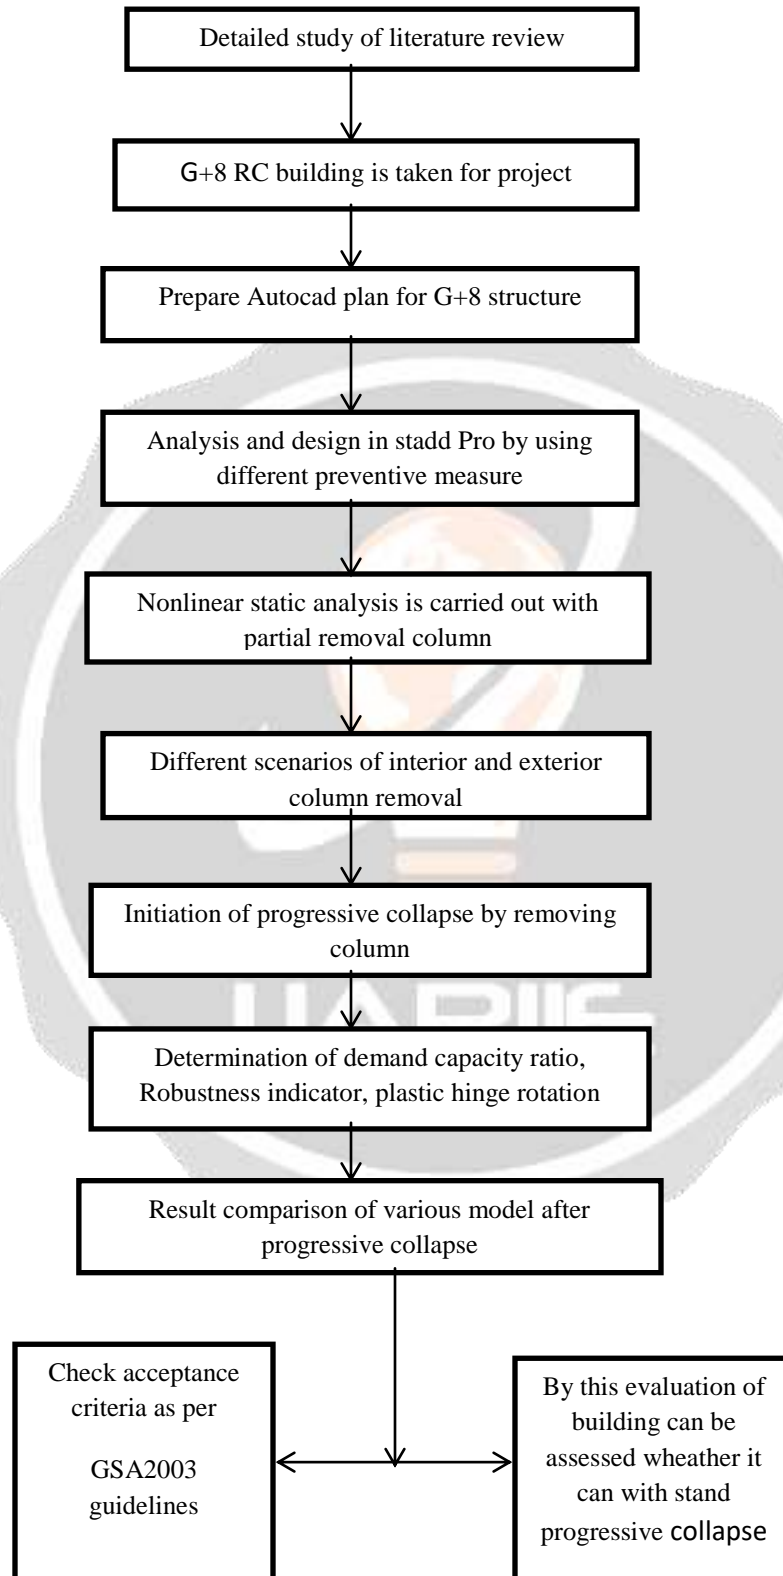 Detailed study of literature review
G+8 RC building is taken for project
Prepare Autocad plan for G+8 structure
Analysis and design in stadd Pro by using
different preventive measure
Nonlinear static analysis is carried out with
partial removal column
Different scenarios of interior and exterior
column removal
Initiation of progressive collapse by removing
column
Determination of demand capacity ratio,
Robustness indicator, plastic hinge rotation
Result comparison of various model after
progressive collapse
Check acceptance
criteria as per
GSA2003
guidelines
By this evaluation of
building can be
assessed wheather it
can with stand
progressive collapse